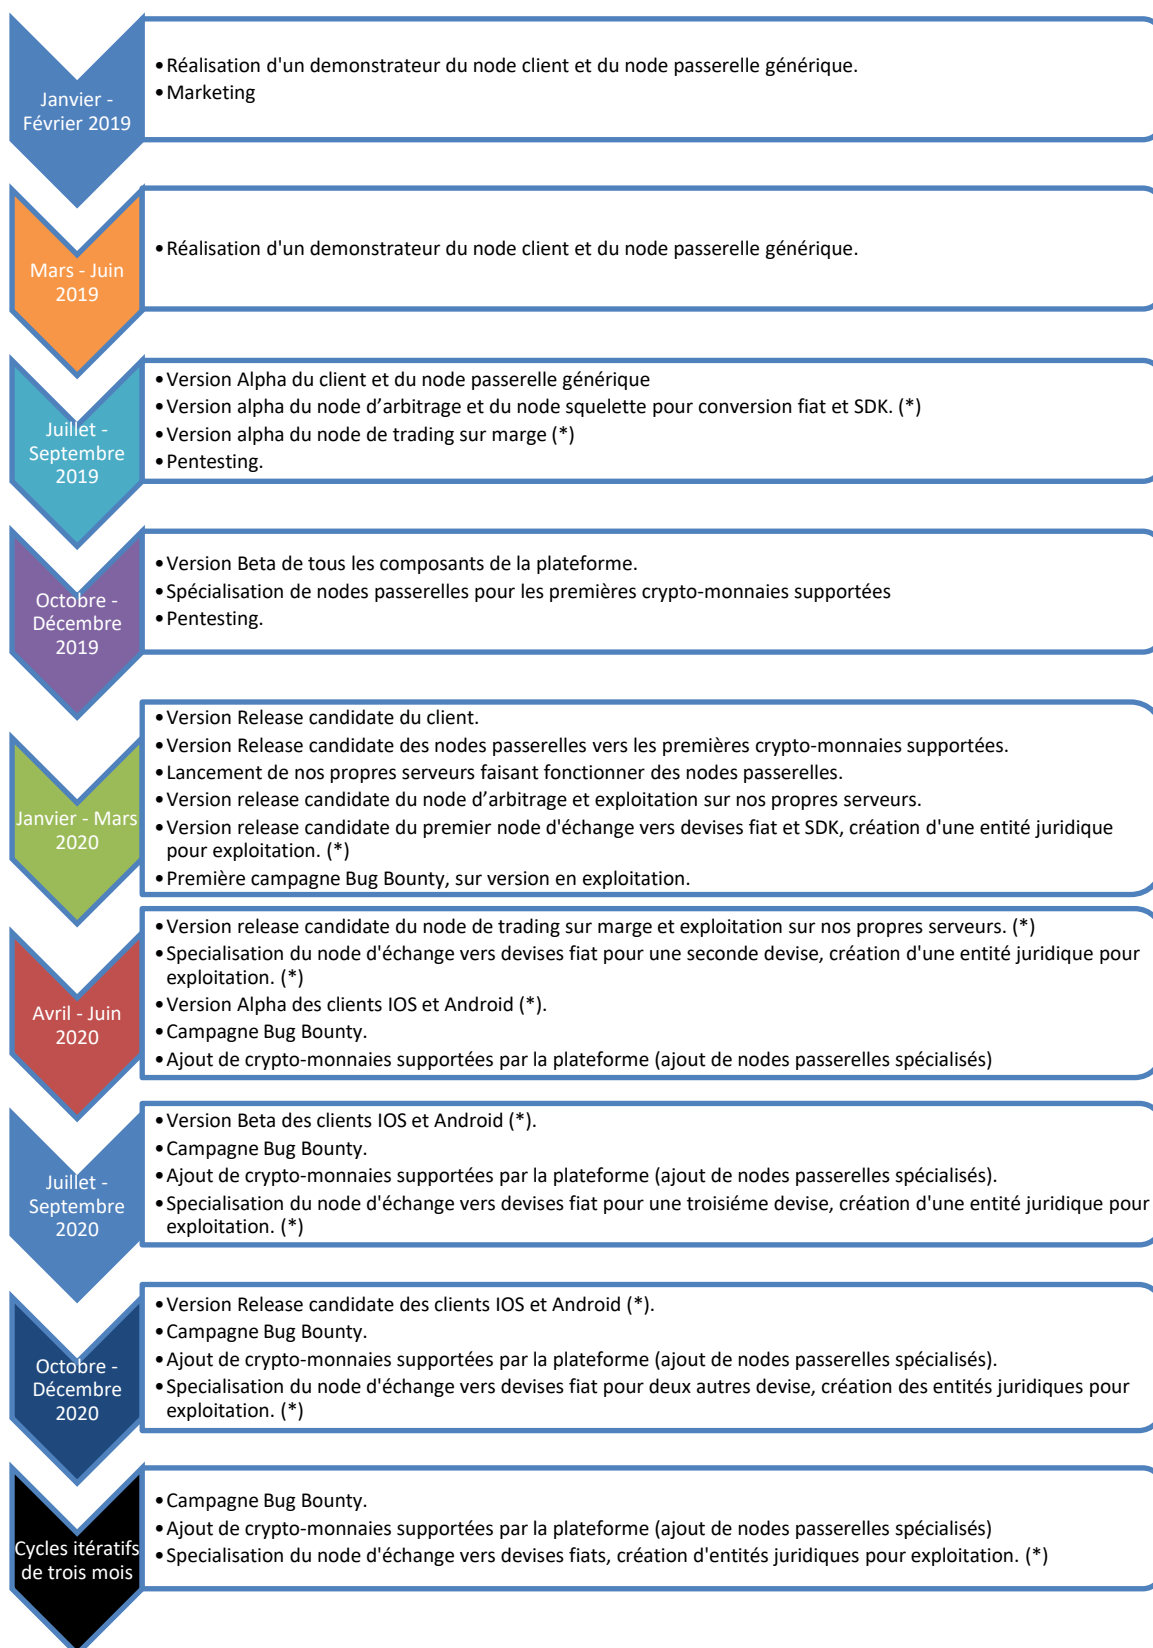 Janvier -
Février 2019
•Réalisation d'un demonstrateur du node client et du node passerelle générique.
•Marketing
Mars - Juin
2019
•Réalisation d'un demonstrateur du node client et du node passerelle générique.
Juillet -
Septembre
2019
•Version Alpha du client et du node passerelle générique
•Version alpha du node d’arbitrage et du node squelette pour conversion fiat et SDK. (*)
•Version alpha du node de trading sur marge (*)
•Pentesting.
Octobre -
Décembre
2019
•Version Beta de tous les composants de la plateforme.
•Spécialisation de nodes passerelles pour les premières crypto-monnaies supportées
•Pentesting.
Janvier - Mars
2020
•Version Release candidate du client.
•Version Release candidate des nodes passerelles vers les premières crypto-monnaies supportées.
•Lancement de nos propres serveurs faisant fonctionner des nodes passerelles.
•Version release candidate du node d’arbitrage et exploitation sur nos propres serveurs.
•Version release candidate du premier node d'échange vers devises fiat et SDK, création d'une entité juridique
pour exploitation. (*)
•Première campagne Bug Bounty, sur version en exploitation.
Avril - Juin
2020
•Version release candidate du node de trading sur marge et exploitation sur nos propres serveurs. (*)
•Specialisation du node d'échange vers devises fiat pour une seconde devise, création d'une entité juridique pour
exploitation. (*)
•Version Alpha des clients IOS et Android (*).
•Campagne Bug Bounty.
•Ajout de crypto-monnaies supportées par la plateforme (ajout de nodes passerelles spécialisés)
Juillet -
Septembre
2020
•Version Beta des clients IOS et Android (*).
•Campagne Bug Bounty.
•Ajout de crypto-monnaies supportées par la plateforme (ajout de nodes passerelles spécialisés).
•Specialisation du node d'échange vers devises fiat pour une troisiéme devise, création d'une entité juridique pour
exploitation. (*)
Octobre -
Décembre
2020
•Version Release candidate des clients IOS et Android (*).
•Campagne Bug Bounty.
•Ajout de crypto-monnaies supportées par la plateforme (ajout de nodes passerelles spécialisés).
•Specialisation du node d'échange vers devises fiat pour deux autres devise, création des entités juridiques pour
exploitation. (*)
Cycles itératifs
de trois mois
•Campagne Bug Bounty.
•Ajout de crypto-monnaies supportées par la plateforme (ajout de nodes passerelles spécialisés)
•Specialisation du node d'échange vers devises fiats, création d'entités juridiques pour exploitation. (*)